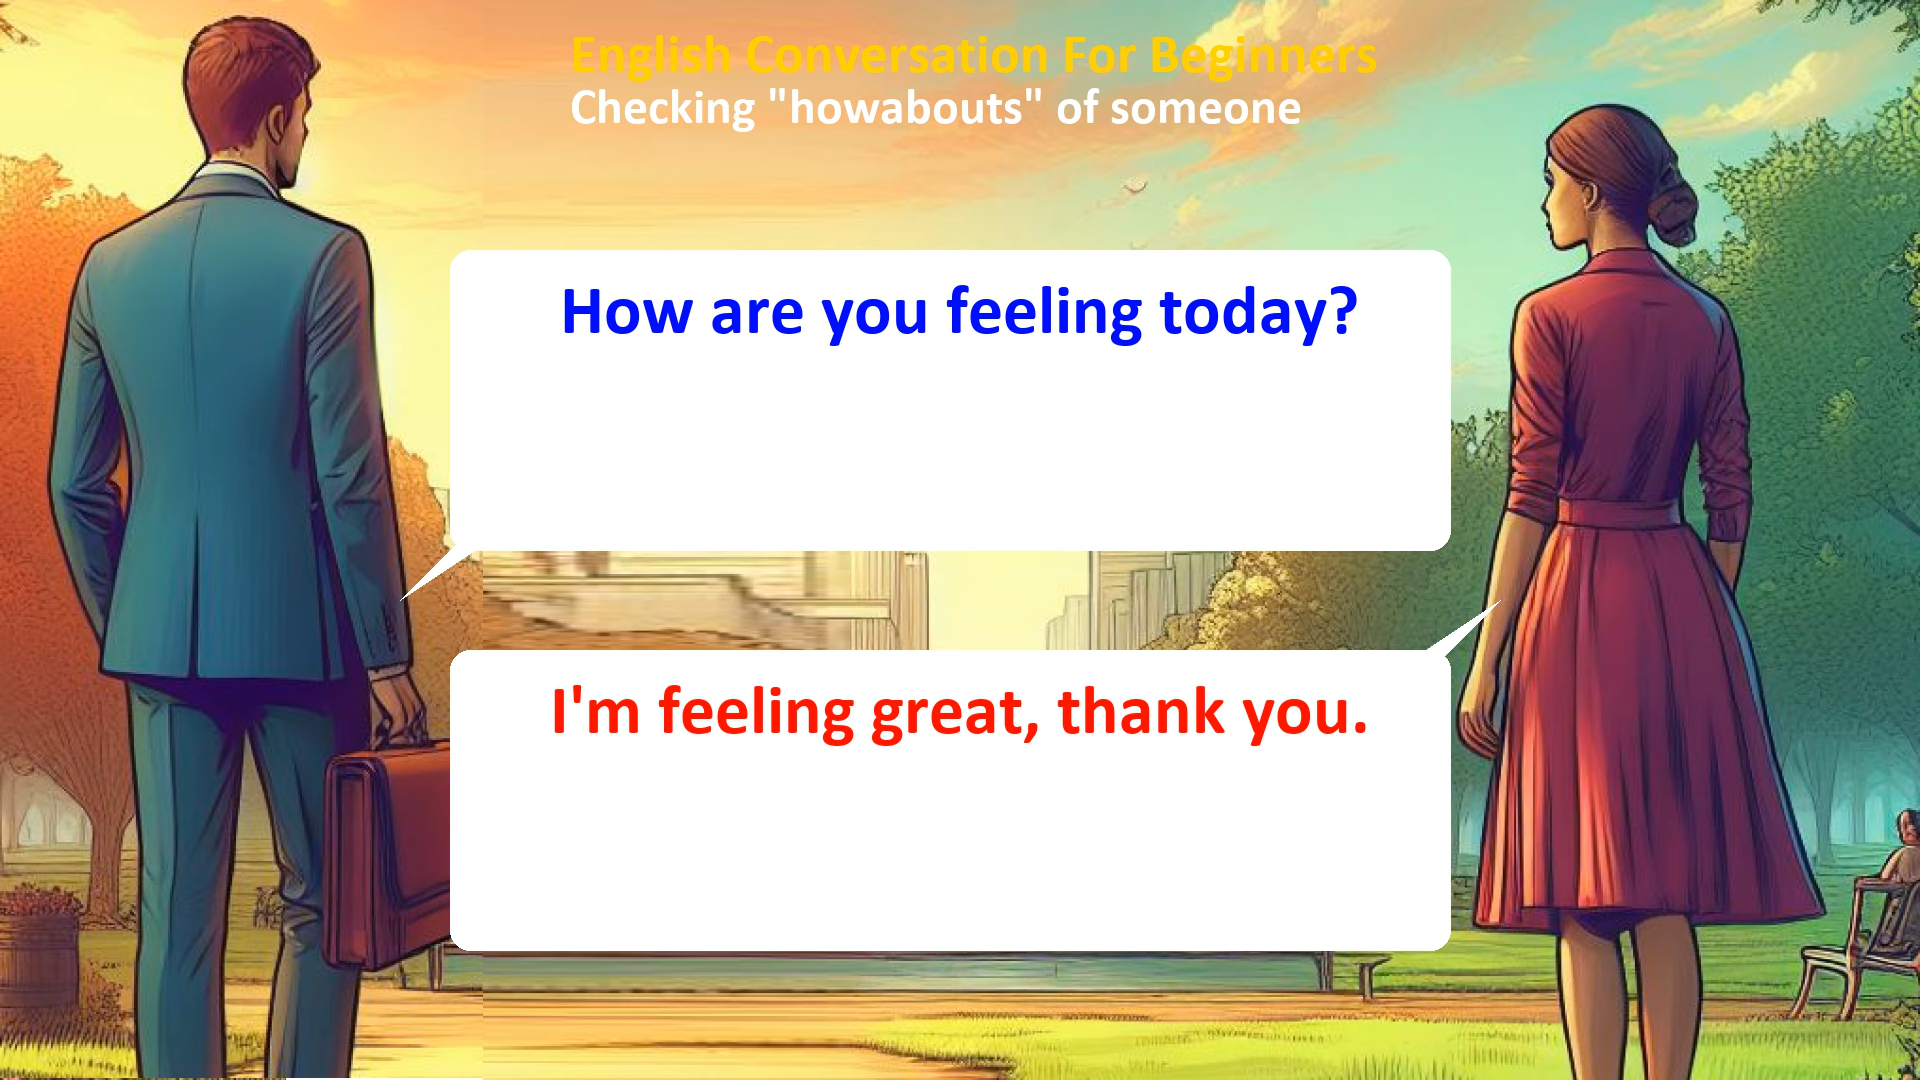 English Conversation For Beginners
Checking "howabouts" of someone
How are you feeling today?
I'm feeling great, thank you.